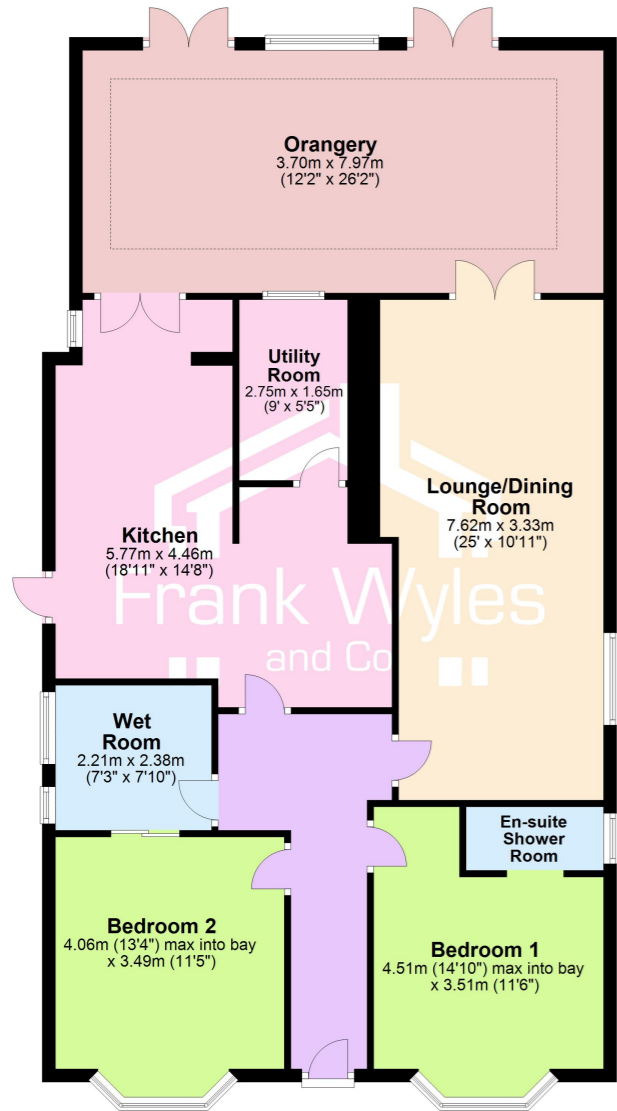 Orangery
3.70m x 7.97m
(12'2" x 26'2")
Utility
Room
2.75m x 1.65m
(9' x 5'5")
Lounge/Dining
Room
7.62m x 3.33m
(25' x 10'11")
Kitchen
5.77m x 4.46m
(18'11" x 14'8")
Frank Wyles
and Co
Wet
Room
2.21m x 2.38m
(7'3" x 7'10")
En-suite
Shower
Room
Bedroom 2
4.06m (13'4") max into bay
x 3.49m (11'5")
Bedroom 1
4.51m (14'10") max into bay
x 3.51m (11'6")